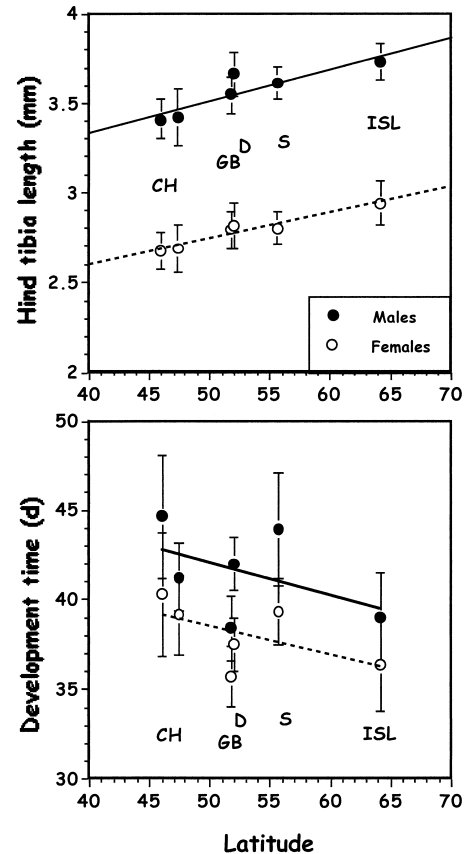 4
3.5
3
2.5
2
Hind tibia length (mm)
ISL
S
D
GB
CH
Males
Females
40 45 50 55 60 65 70
50
45
40
35
30
Development time (d)
CH
GB
D
S
ISL
40 45 50 55 60 65 70
Latitude